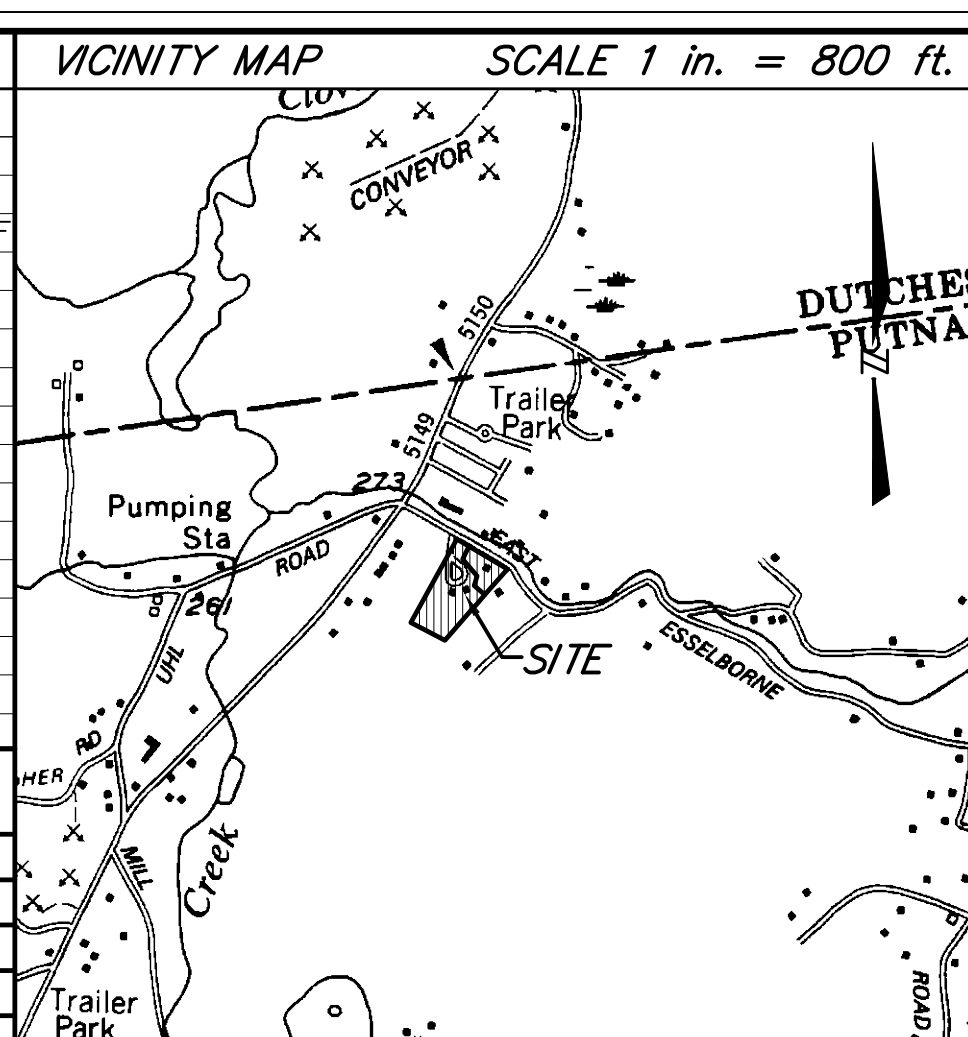 VICINITY MAP SCALE 1 in. = 800 ft.
CONVEYOR
5150
DUTCHES
PUTNA
N
Trailer
Park
5149
273
Pumping
Sta
EAST
ROAD
261
SITE
ESSELBORNE
UHL
RD
HER
MILL
Creek
ROAD
Trailer
Park